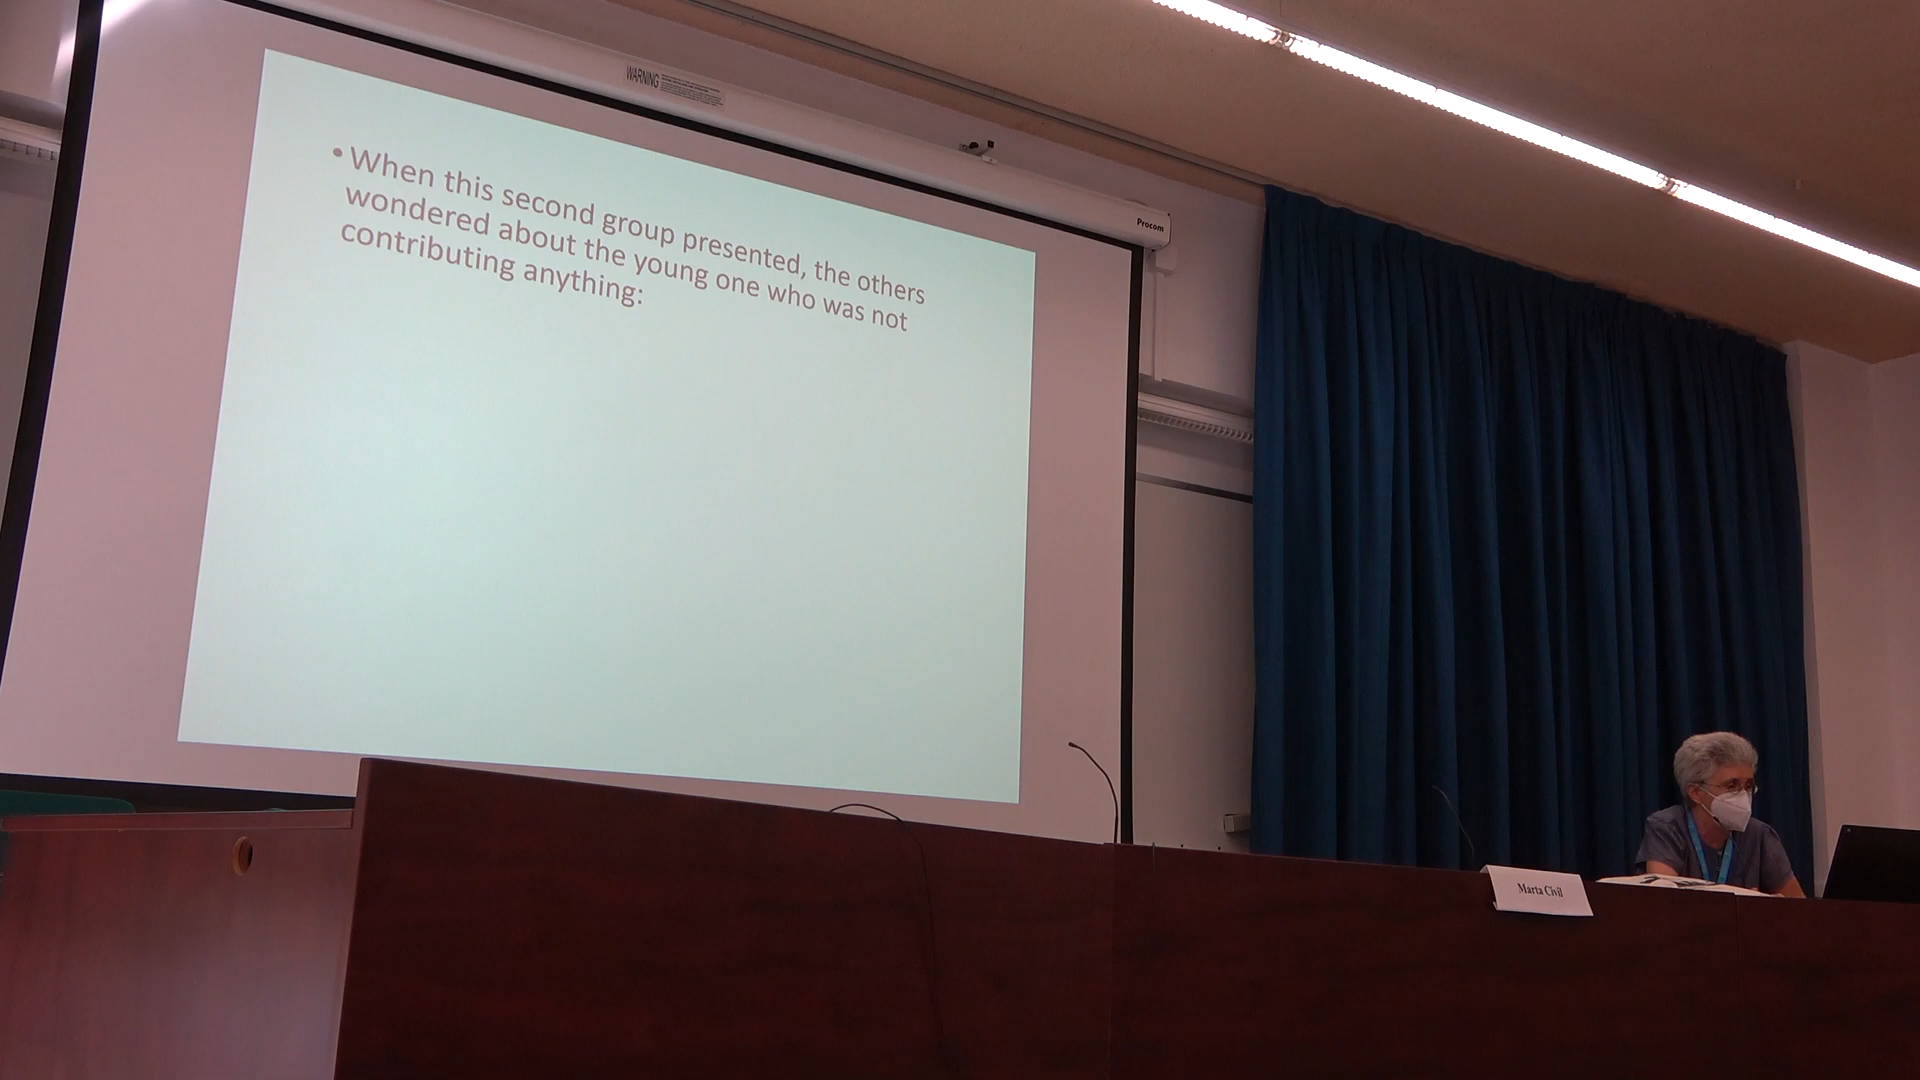 WARNING
Procom
• When this second group presented, the others
wondered about the young one who was not
contributing anything:
Marta Civil